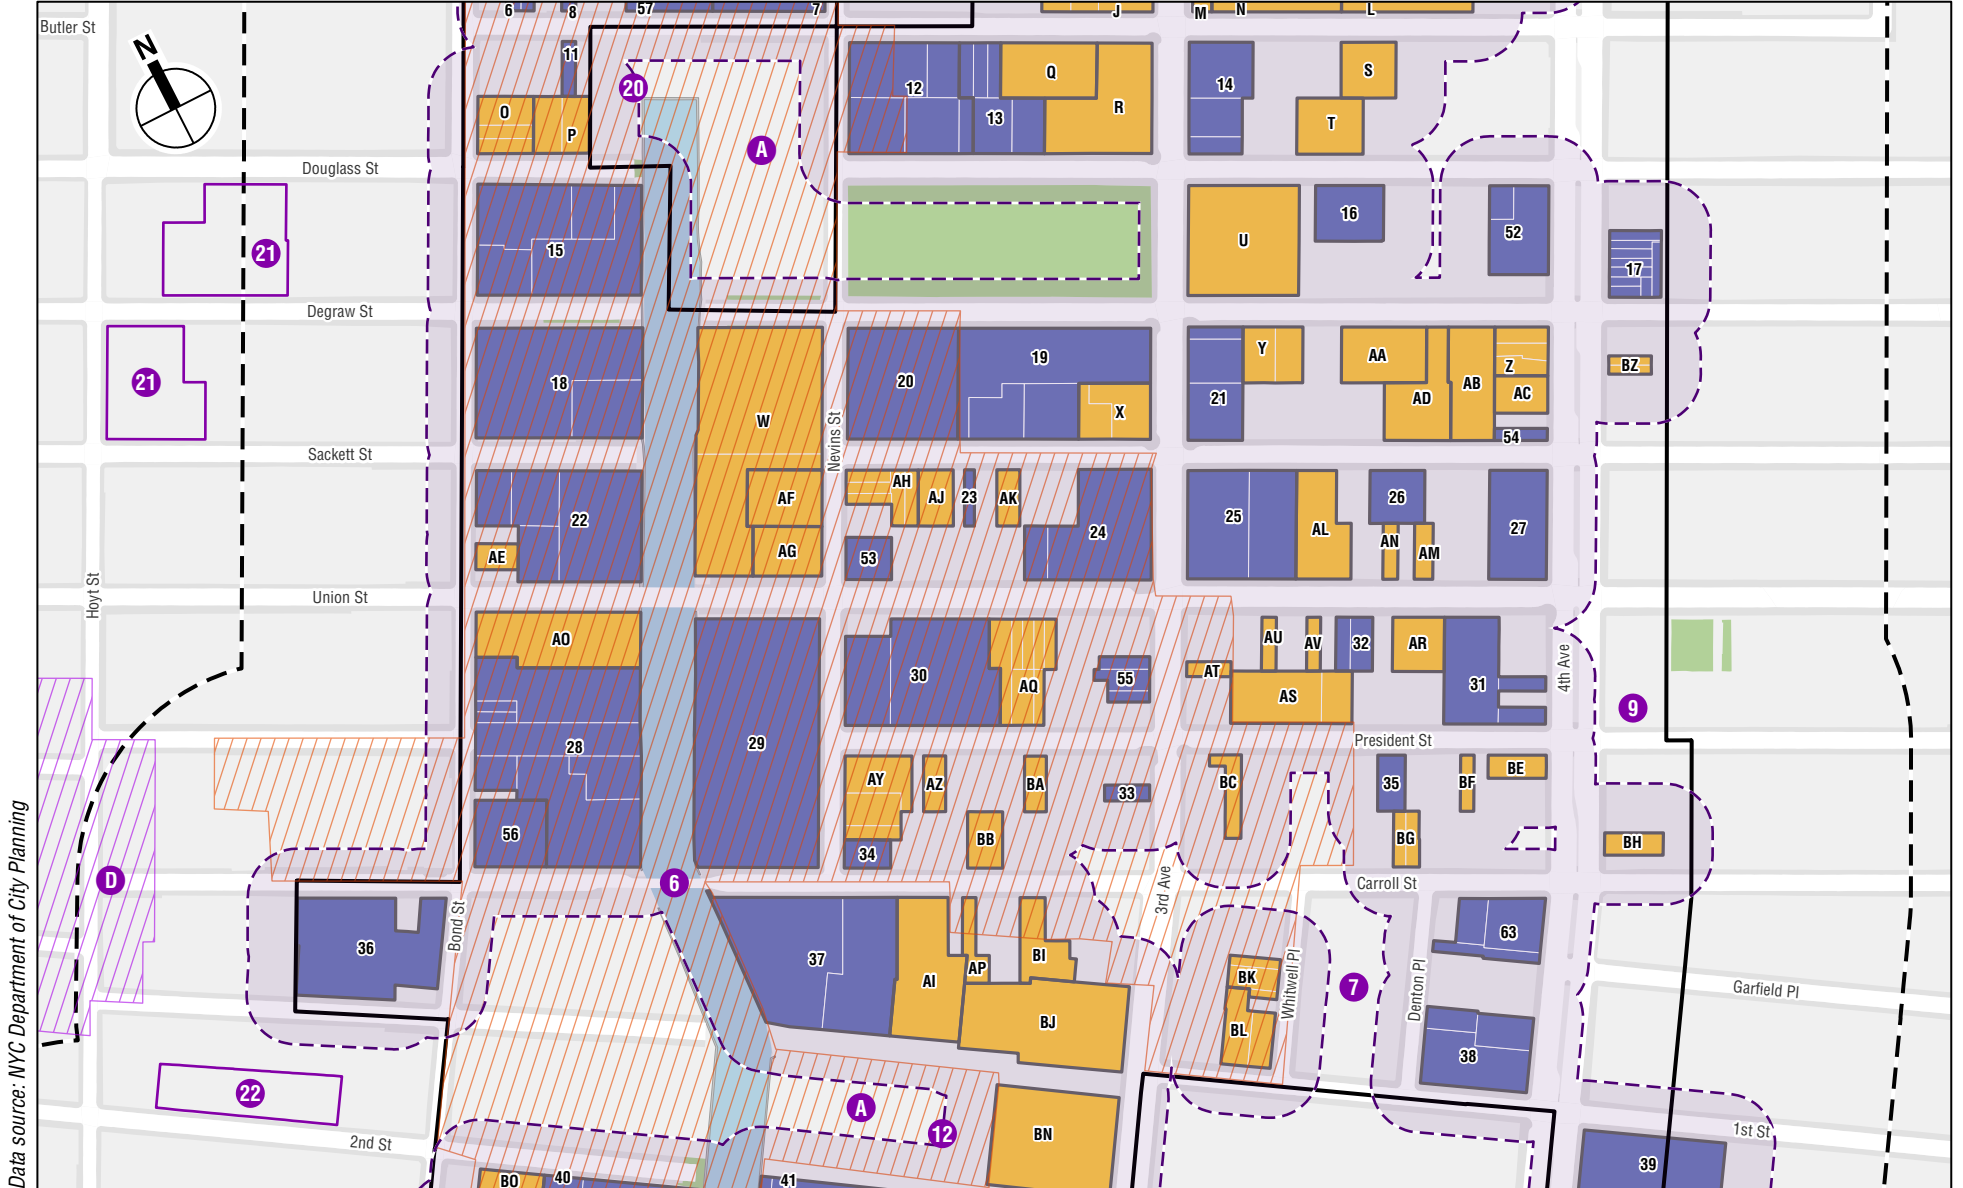 6 8 57 7 J M N L
Butler St
N
11 20 12 Q 14 S
O P A 13 R T
Douglass St
21 15 U 16 52 17
Degraw St
21 18 W Nevins St 20 19 X 21 Y AA AD AB Z AC 54 BZ
Sackett St
22 AE AF AG AH AJ 23 AK 53 24 25 AL 26 AN AM 27
Hoyt St
Union St
AO 30 AQ 55 AT AU AV 32 AS AR 31 4th Ave 9
28 29
President St
56 AY AZ BA BB 34 33 BC 35 BF BE BG BH
D 6 3rd Ave Carroll St
36 Bond St 37 AI AP BI BJ BK BL Whitwell Pl 7 Denton Pl 63 38
Garfield Pl
22 A 12 BN 1st St
2nd St
BO 40 41 39
Data source: NYC Department of City Planning